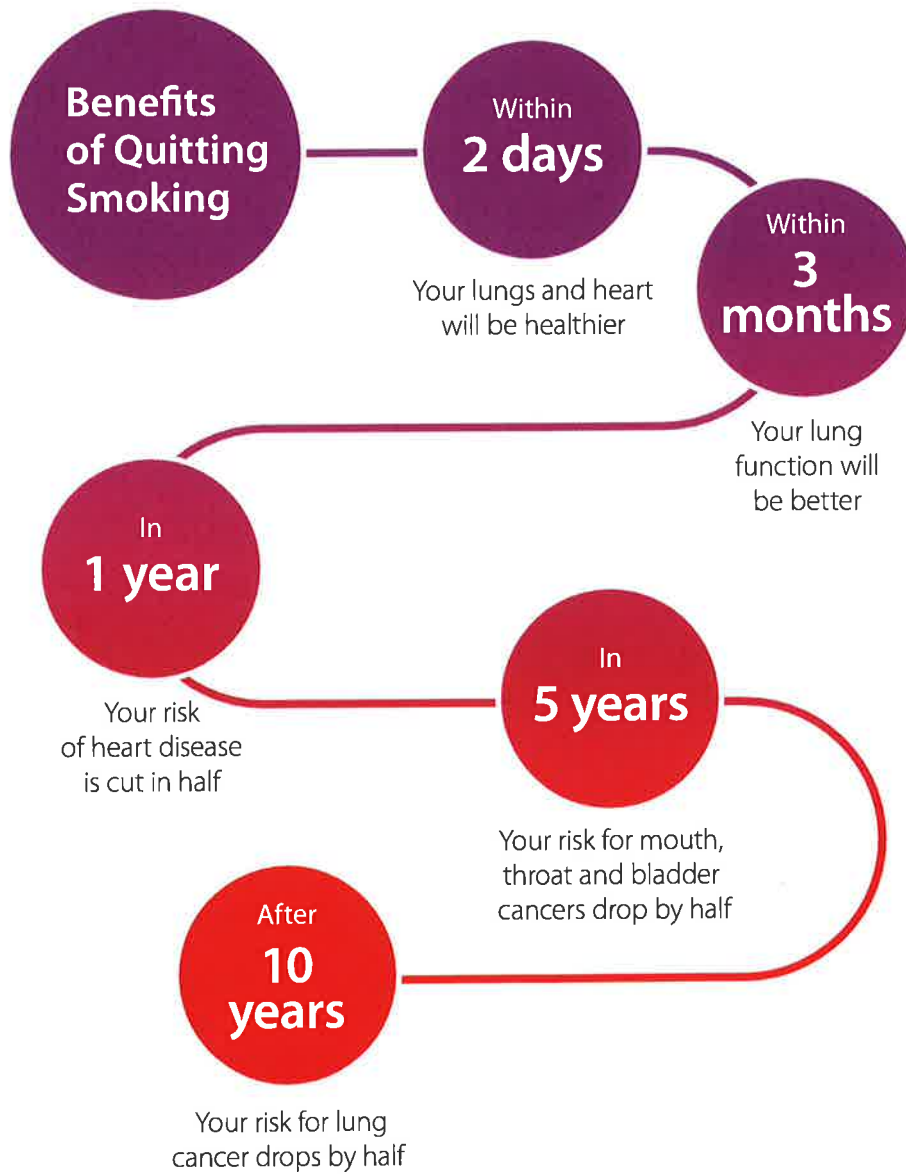 Benefits
of Quitting
Smoking
Within
2 days
Your lungs and heart
will be healthier
Within
3
months
Your lung
function will
be better
In
1 year
Your risk
of heart disease
is cut in half
In
5 years
Your risk for mouth,
throat and bladder
cancers drop by half
After
10
years
Your risk for lung
cancer drops by half